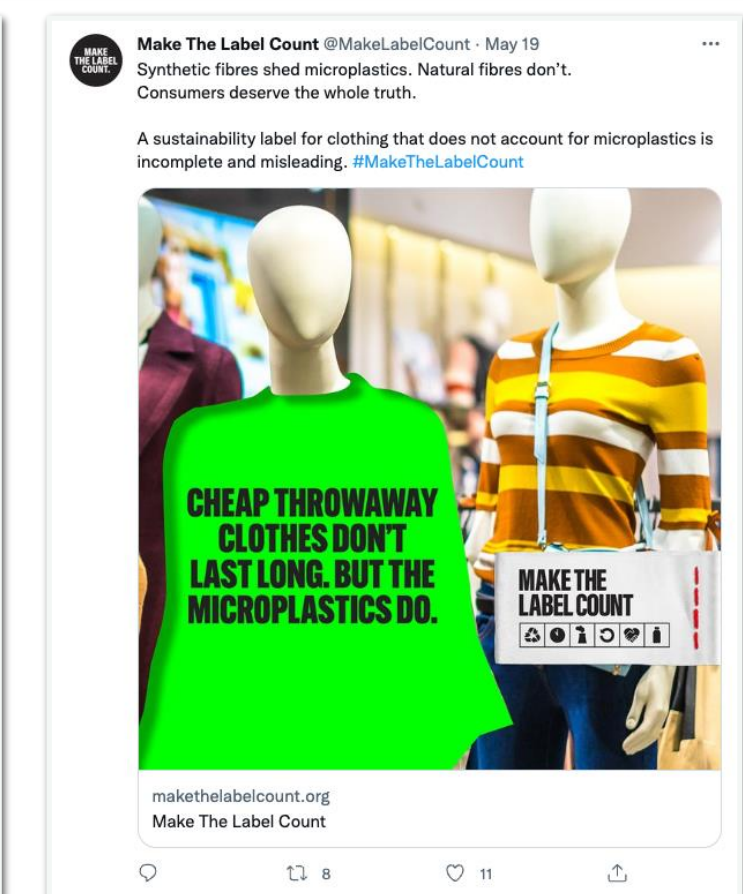 MAKE
THE LABEL
COUNT.
Make The Label Count @MakeLabelCount · May 19
Synthetic fibres shed microplastics. Natural fibres don't.
Consumers deserve the whole truth.
A sustainability label for clothing that does not account for microplastics is
incomplete and misleading. #MakeTheLabelCount
CHEAP THROWAWAY
CLOTHES DON'T
LAST LONG. BUT THE
MICROPLASTICS DO.
MAKE THE
LABEL COUNT
makethelabelcount.org
Make The Label Count
8 11